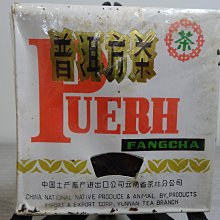 普洱方茶
PUERH
FANGCHA
中国土产畜产进出口公司云南省茶叶分公司
CHINA NATIONAL NATIVE PRODUCE & ANIMAL BY-PRODUCTS
IMPORT & EXPORT CORP. YUNNAN TEA BRANCH